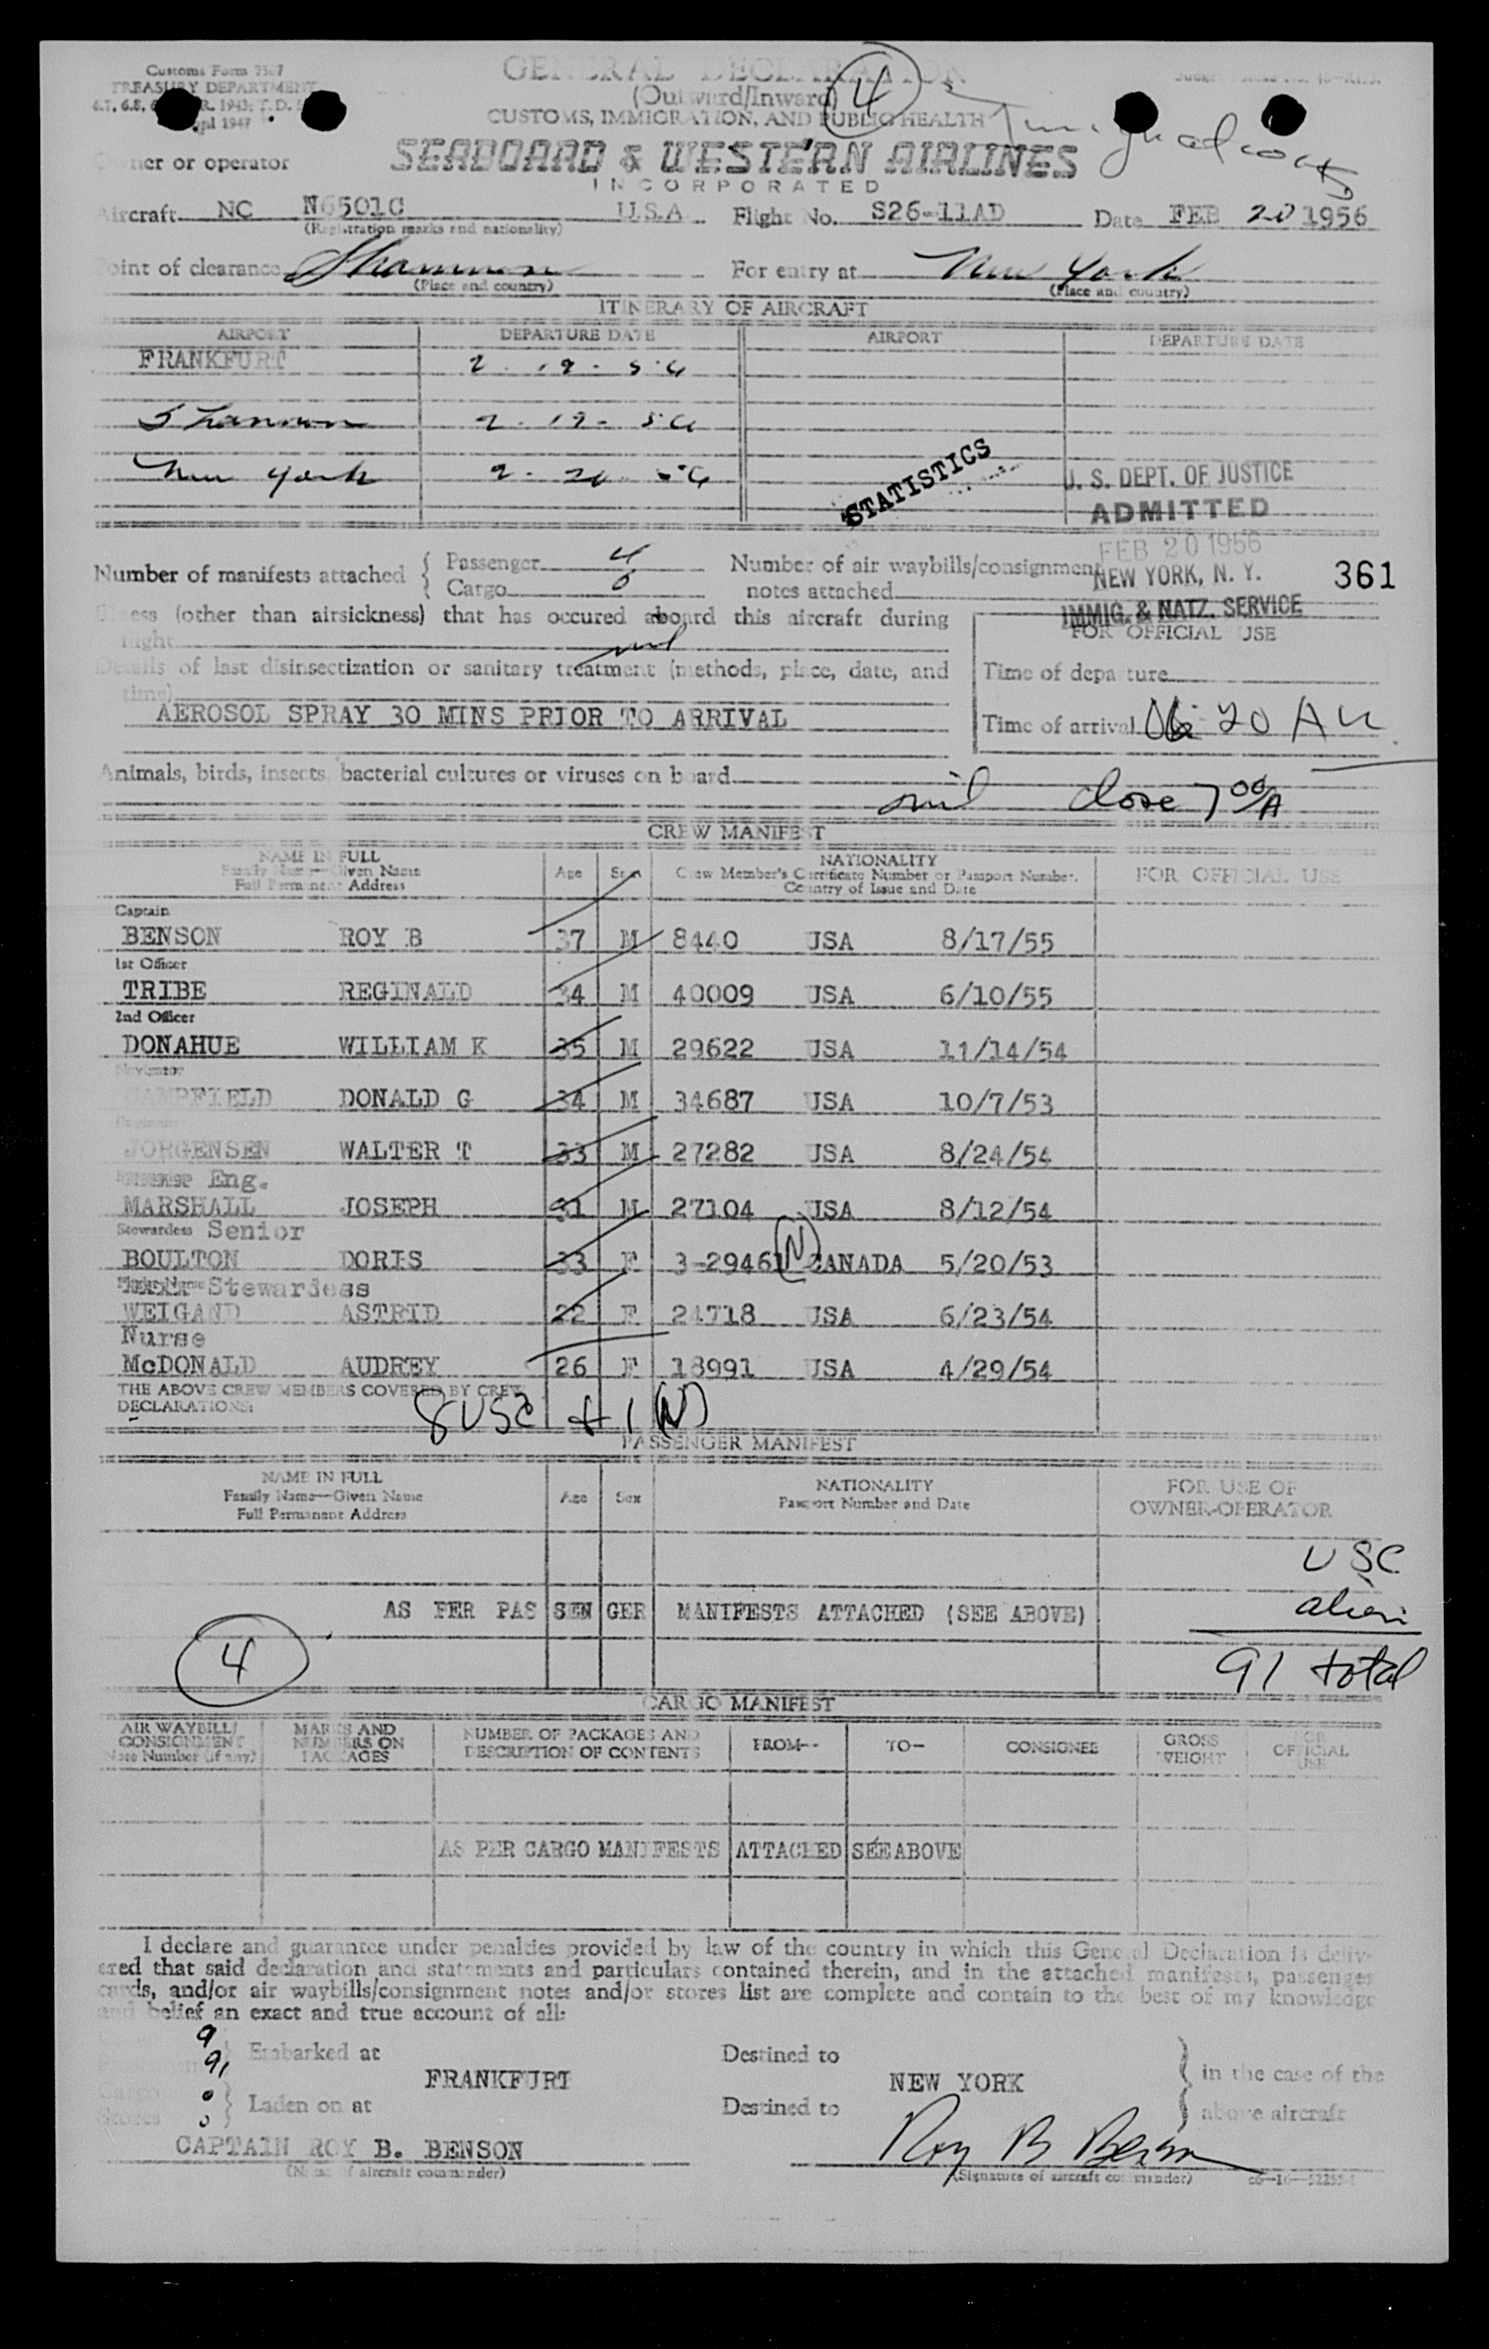 Customs Form 7507
TREASURY DEPARTMENT
GENERAL DECLARATION
(Outward/Inward)
4
CUSTOMS, IMMIGRATION, AND PUBLIC HEALTH
Owner or operator
SEABOARD & WESTERN AIRLINES
INCORPORATED
Aircraft NC N6501C U.S.A. Flight No. S26-11AD Date FEB 20 1956
(Registration marks and nationality)
Point of clearance Shannon For entry at New York
(Place and country) (Place and country)
ITINERARY OF AIRCRAFT
AIRPORT DEPARTURE DATE AIRPORT DEPARTURE DATE
FRANKFURT 2-19-56
Shannon 2-19-56
New York 2-20-56
STATISTICS
U. S. DEPT. OF JUSTICE
ADMITTED
FEB 20 1956
NEW YORK, N. Y.
IMMIG. & NATZ. SERVICE
361
Number of manifests attached { Passenger 4
Cargo 0
Number of air waybills/consignment
notes attached
Illness (other than airsickness) that has occured aboard this aircraft during
flight nil
FOR OFFICIAL USE
Details of last disinsectization or sanitary treatment (methods, place, date, and
time)
AEROSOL SPRAY 30 MINS PRIOR TO ARRIVAL
Time of departure
Time of arrival 06:20 AM
Animals, birds, insects, bacterial cultures or viruses on board nil
close 7 00/A
CREW MANIFEST
NAME IN FULL
Family Name—Given Name
Full Permanent Address
Age Sex
NATIONALITY
Crew Member's Certificate Number or Passport Number,
Country of Issue and Date
FOR OFFICIAL USE
Captain
BENSON ROY B 37 M 8440 USA 8/17/55
1st Officer
TRIBE REGINALD 34 M 40009 USA 6/10/55
2nd Officer
DONAHUE WILLIAM K 35 M 29622 USA 11/14/54
Navigator
CAMPFIELD DONALD G 34 M 34687 USA 10/7/53
JORGENSEN WALTER T 33 M 27282 USA 8/24/54
Eng.
MARSHALL JOSEPH 31 M 27104 USA 8/12/54
Stewardess Senior
BOULTON DORIS 33 F 3-29461 (N) CANADA 5/20/53
Stewardess
WEIGAND ASTRID 22 F 24718 USA 6/23/54
Nurse
McDONALD AUDREY 26 F 18991 USA 4/29/54
THE ABOVE CREW MEMBERS COVERED BY CREW
DECLARATIONS:
8 USC + 1 (N)
PASSENGER MANIFEST
NAME IN FULL
Family Name—Given Name
Full Permanent Address
Age Sex
NATIONALITY
Passport Number and Date
FOR USE OF
OWNER-OPERATOR
USC
AS PER PASSENGER MANIFESTS ATTACHED (SEE ABOVE)
alien
4
91 total
CARGO MANIFEST
AIR WAYBILL/
CONSIGNMENT
Note Number (if any)
MARKS AND
NUMBERS ON
PACKAGES
NUMBER OF PACKAGES AND
DESCRIPTION OF CONTENTS
FROM-- TO— CONSIGNEE
GROSS
WEIGHT
FOR
OFFICIAL
USE
AS PER CARGO MANIFESTS ATTACHED SEE ABOVE
I declare and guarantee under penalties provided by law of the country in which this General Declaration is deliv-
ered that said declaration and statements and particulars contained therein, and in the attached manifests, passenger
cards, and/or air waybills/consignment notes and/or stores list are complete and contain to the best of my knowledge
and belief an exact and true account of all:
9
91 } Embarked at FRANKFURT Destined to NEW YORK } in the case of the
Cargo 0
Stores 0 } Laden on at Destined to } above aircraft
CAPTAIN ROY B. BENSON Roy B Benson
(Name of aircraft commander) (Signature of aircraft commander)